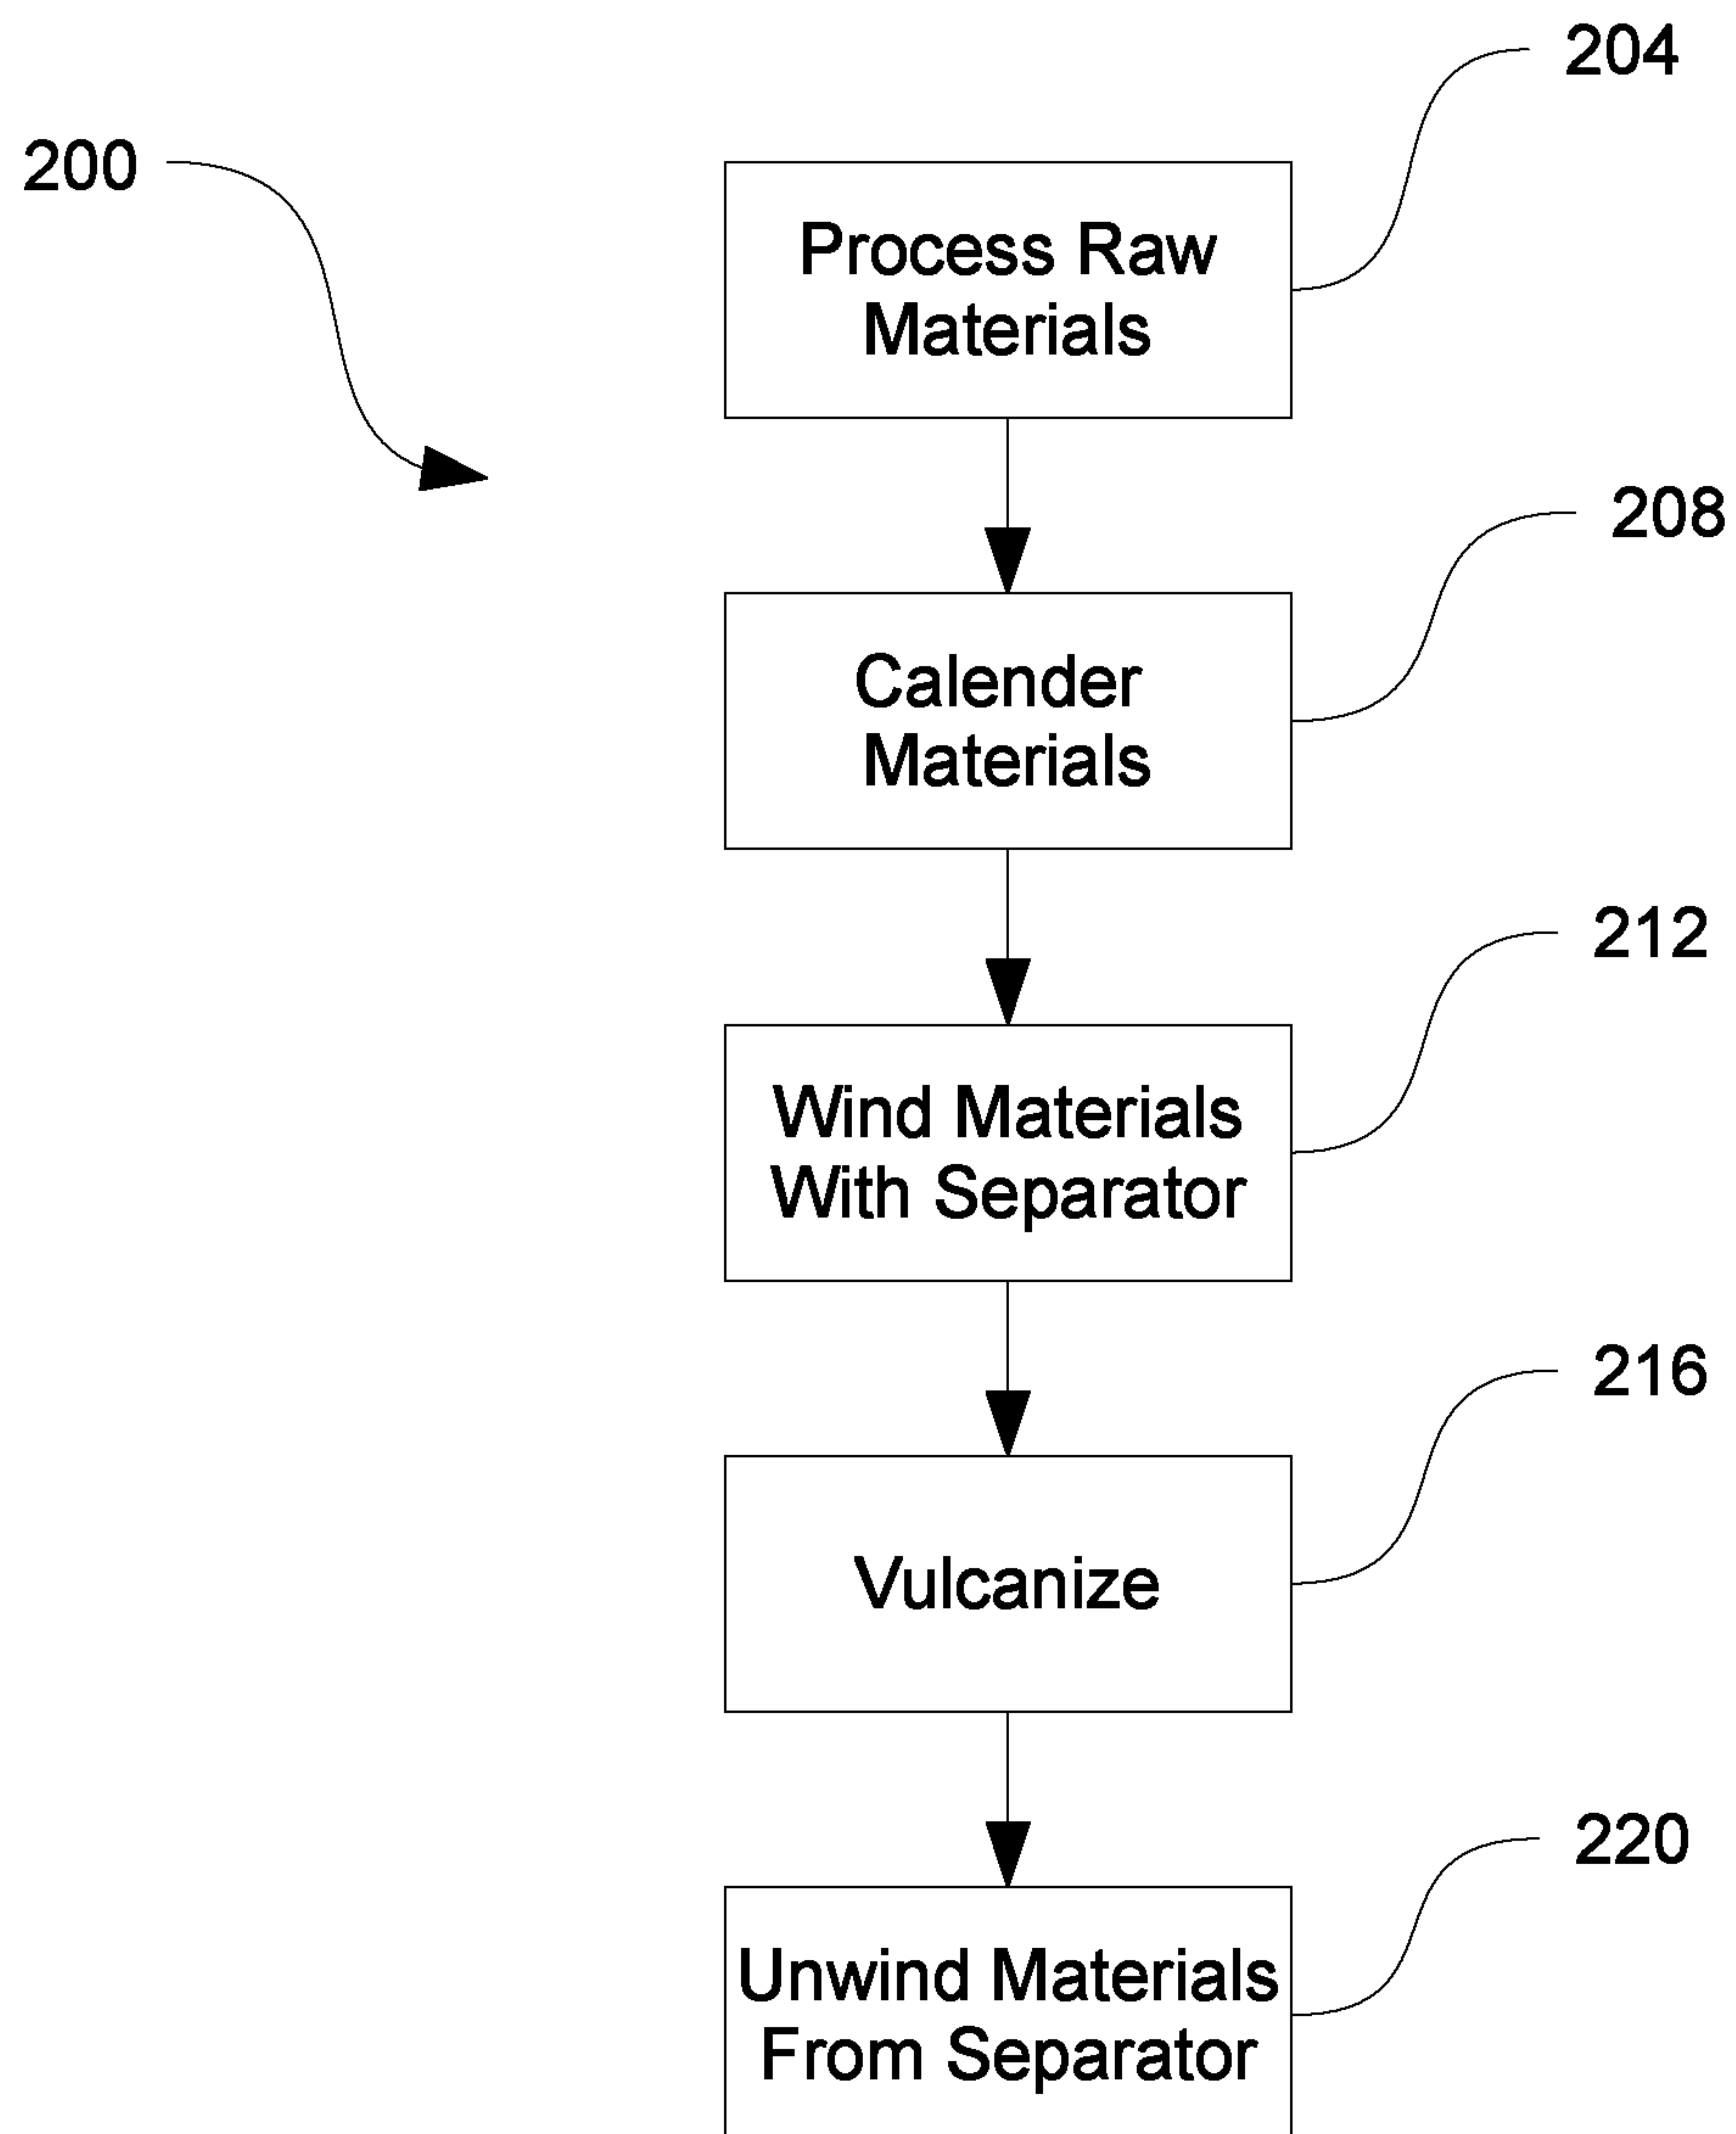 204
200
Process Raw
Materials
208
Calender
Materials
212
Wind Materials
With Separator
216
Vulcanize
220
Unwind Materials
From Separator